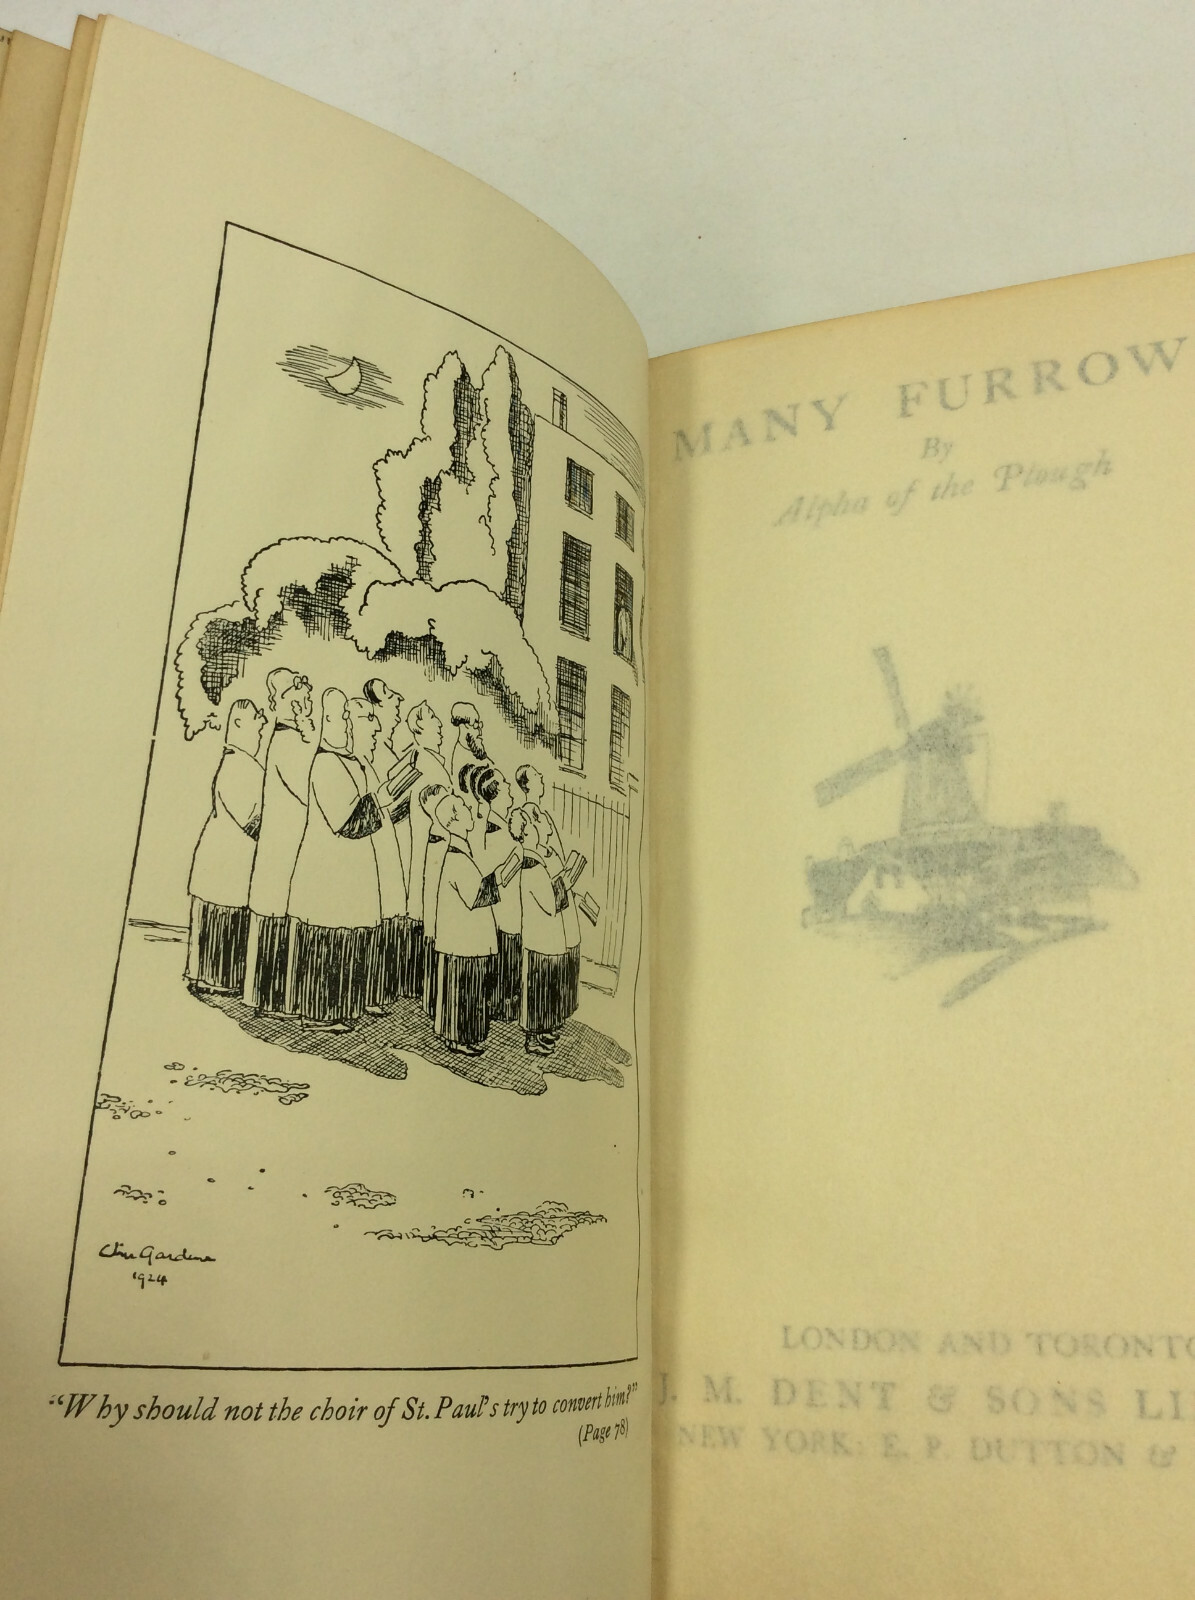 Clive Gardiner
1924
"Why should not the choir of St. Paul's try to convert him?"
(Page 78)
MANY FURROW
By
Alpha of the Plough
LONDON AND TORONTO
J. M. DENT & SONS LI
NEW YORK: E. P. DUTTON &